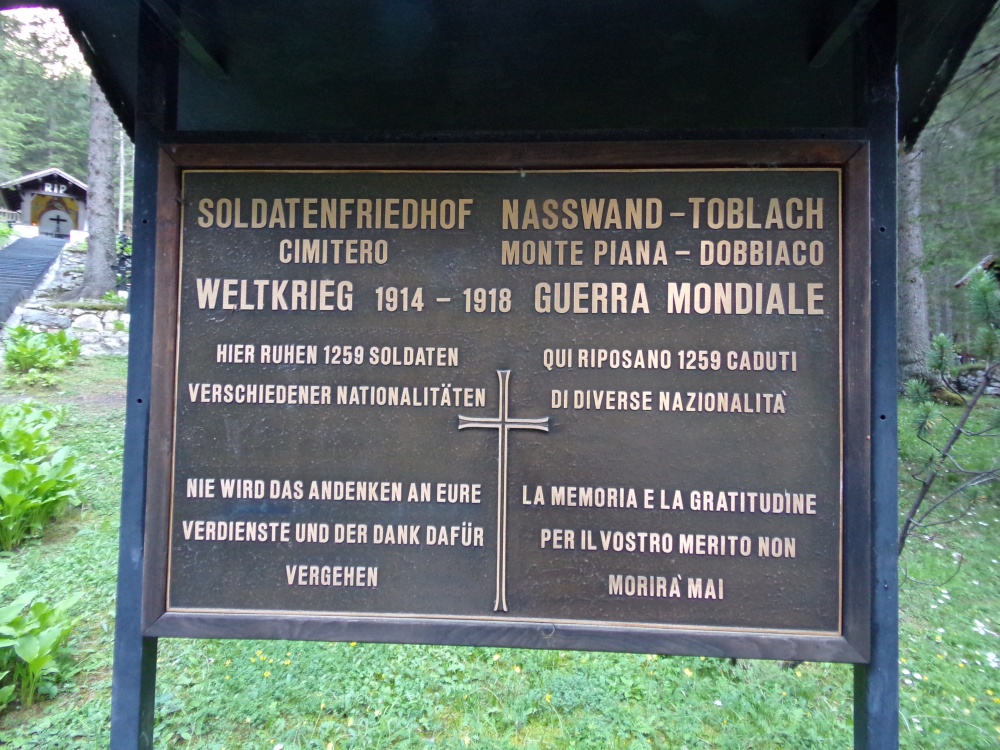 RIP
SOLDATENFRIEDHOF NASSWAND-TOBLACH
CIMITERO MONTE PIANA - DOBBIACO
WELTKRIEG 1914 - 1918 GUERRA MONDIALE
HIER RUHEN 1259 SOLDATEN
VERSCHIEDENER NATIONALITÄTEN
QUI RIPOSANO 1259 CADUTI
DI DIVERSE NAZIONALITÀ
NIE WIRD DAS ANDENKEN AN EURE
VERDIENSTE UND DER DANK DAFÜR
VERGEHEN
LA MEMORIA E LA GRATITUDINE
PER IL VOSTRO MERITO NON
MORIRÀ MAI